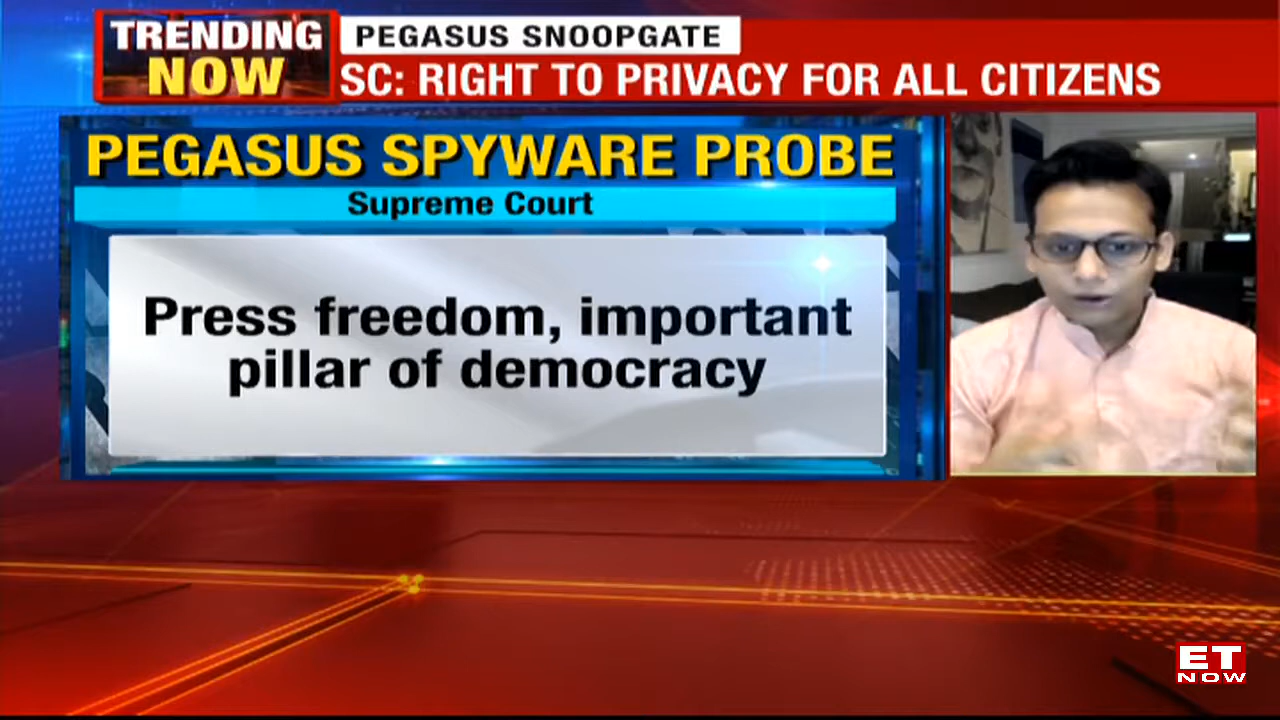 TRENDING
NOW
PEGASUS SNOOPGATE
SC: RIGHT TO PRIVACY FOR ALL CITIZENS
PEGASUS SPYWARE PROBE
Supreme Court
Press freedom, important
pillar of democracy
ET
NOW